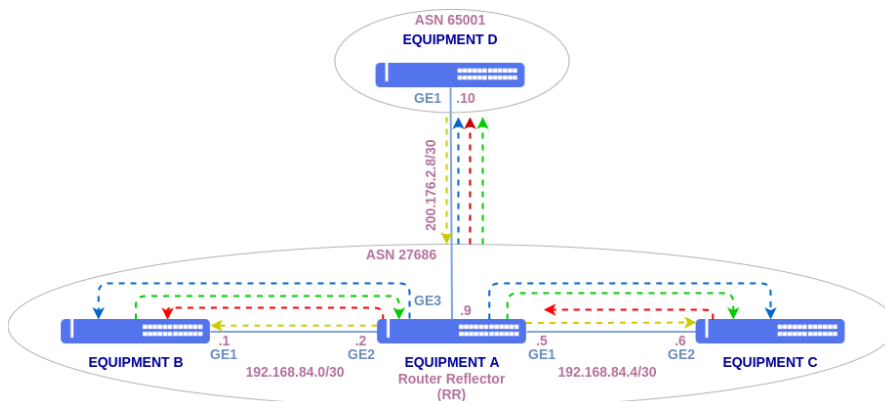 ASN 65001
EQUIPMENT D
GE1 .10
200.176.2.8/30
ASN 27686
GE3
.9
.1
GE1
.2
GE2
.5
GE1
.6
GE2
EQUIPMENT B
EQUIPMENT A
EQUIPMENT C
192.168.84.0/30
Router Reflector
(RR)
192.168.84.4/30